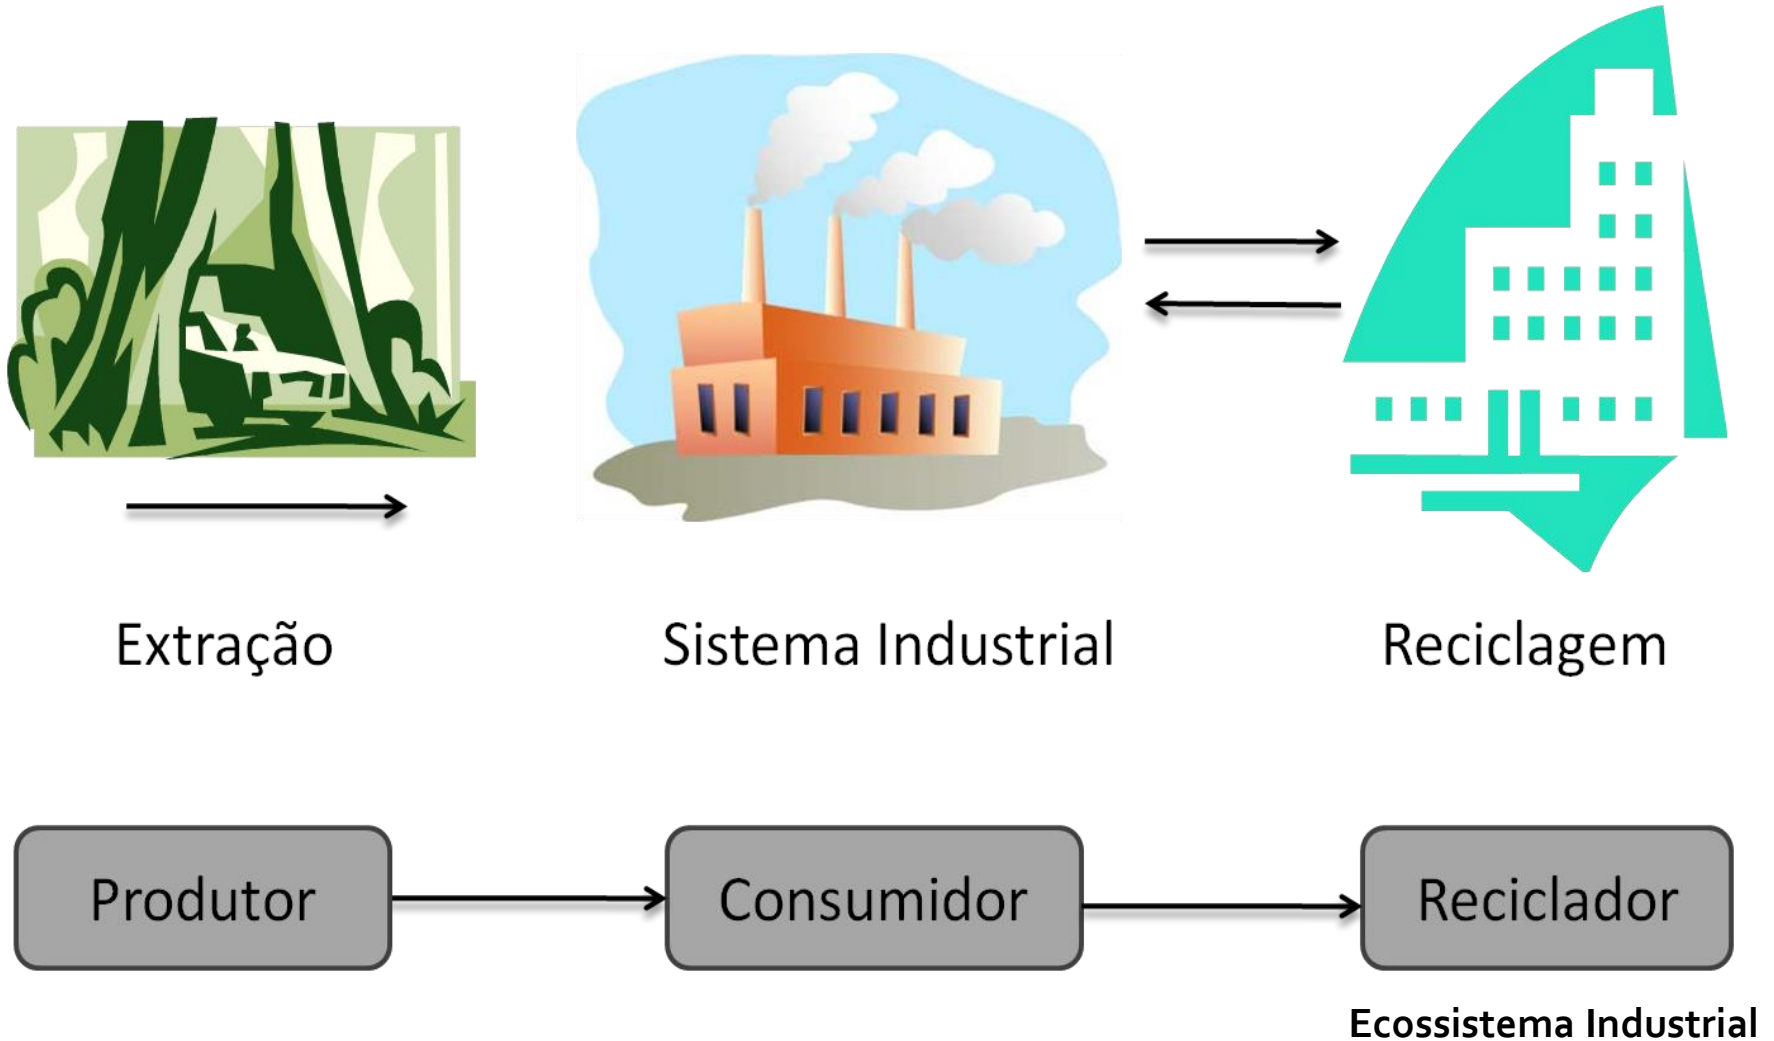 Extração
Sistema Industrial
Reciclagem
Produtor
Consumidor
Reciclador
Ecossistema Industrial